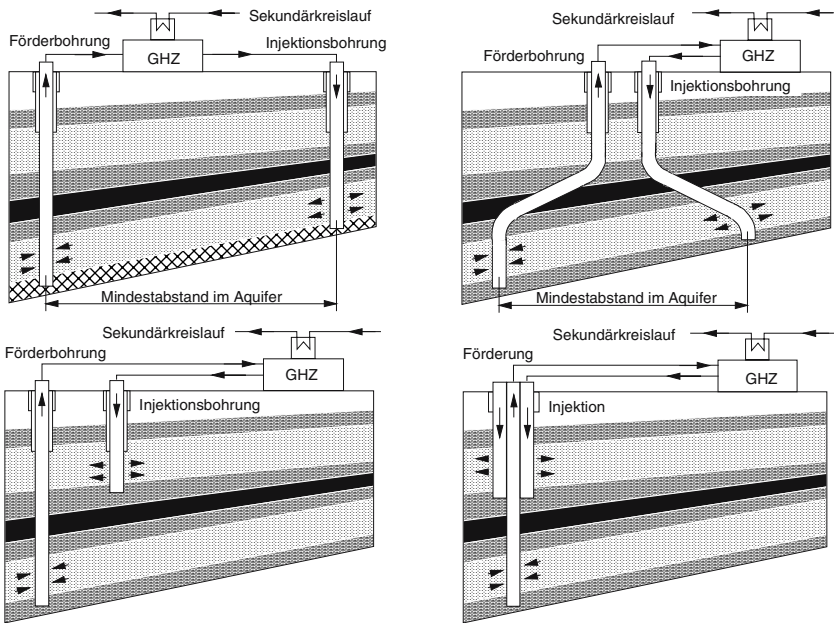 Sekundärkreislauf
Förderbohrung
Injektionsbohrung
GHZ
Mindestabstand im Aquifer
Sekundärkreislauf
Förderbohrung
GHZ
Injektionsbohrung
Mindestabstand im Aquifer
Sekundärkreislauf
Förderbohrung
GHZ
Injektionsbohrung
Sekundärkreislauf
Förderung
GHZ
Injektion